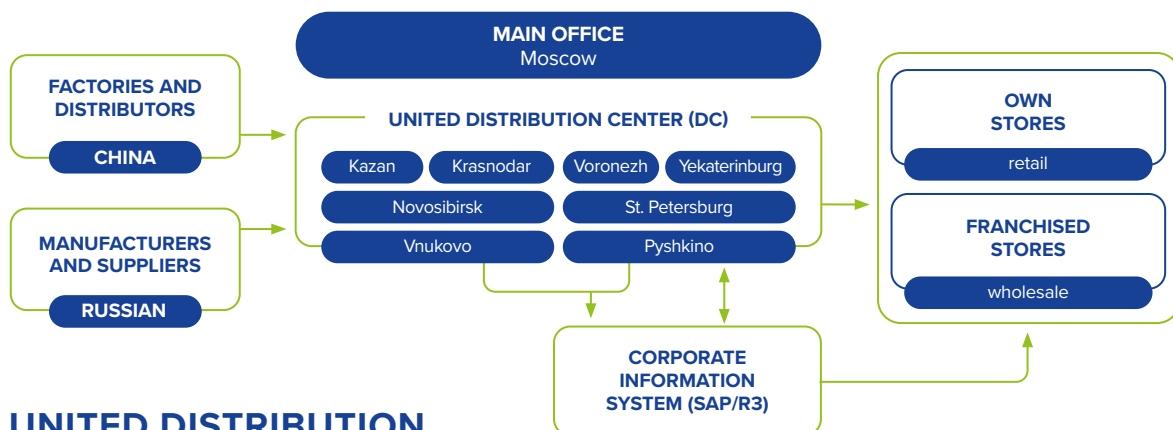 MAIN OFFICE
Moscow
FACTORIES AND
DISTRIBUTORS
CHINA
MANUFACTURERS
AND SUPPLIERS
RUSSIAN
UNITED DISTRIBUTION CENTER (DC)
Kazan
Krasnodar
Voronezh
Yekaterinburg
Novosibirsk
St. Petersburg
Vnukovo
Pyshkino
OWN
STORES
retail
FRANCHISED
STORES
wholesale
CORPORATE
INFORMATION
SYSTEM (SAP/R3)
UNITED DISTRIBUTION